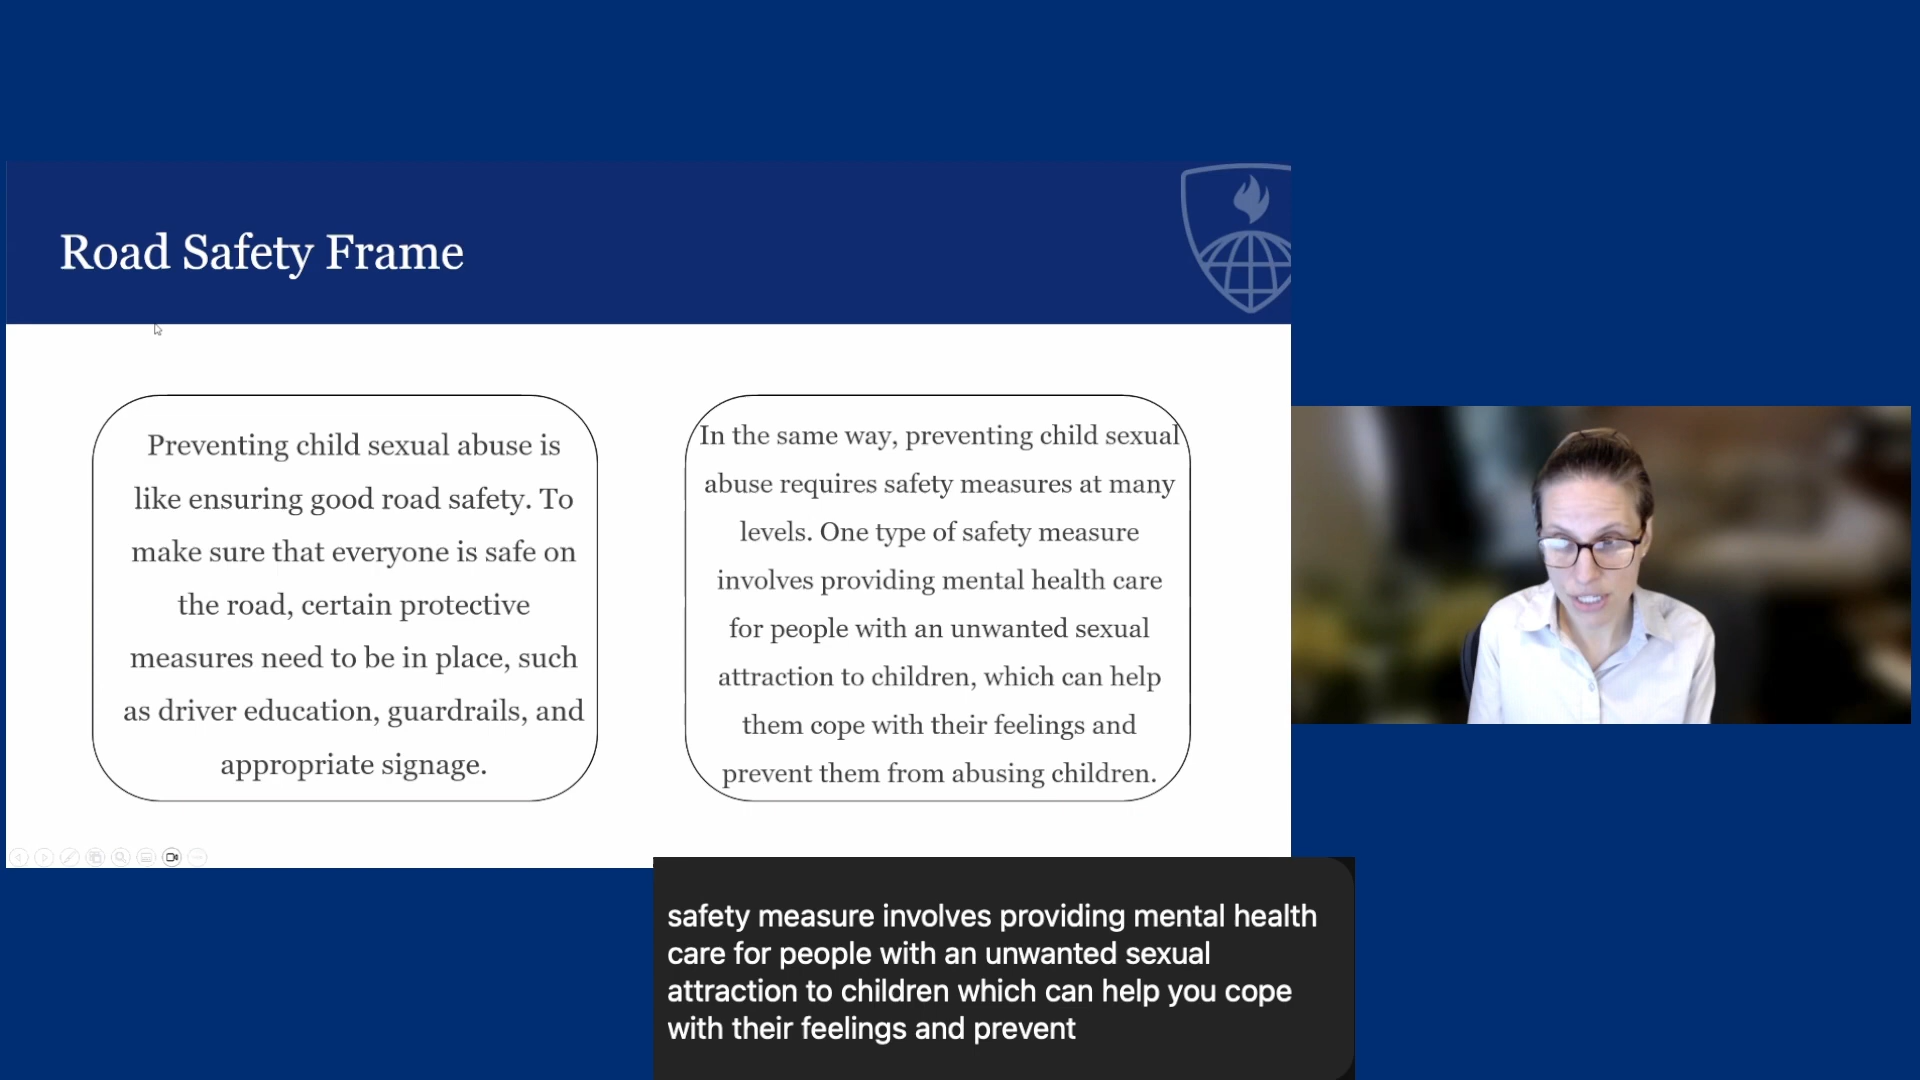 Road Safety Frame
Preventing child sexual abuse is
like ensuring good road safety. To
make sure that everyone is safe on
the road, certain protective
measures need to be in place, such
as driver education, guardrails, and
appropriate signage.
In the same way, preventing child sexual
abuse requires safety measures at many
levels. One type of safety measure
involves providing mental health care
for people with an unwanted sexual
attraction to children, which can help
them cope with their feelings and
prevent them from abusing children.
safety measure involves providing mental health
care for people with an unwanted sexual
attraction to children which can help you cope
with their feelings and prevent